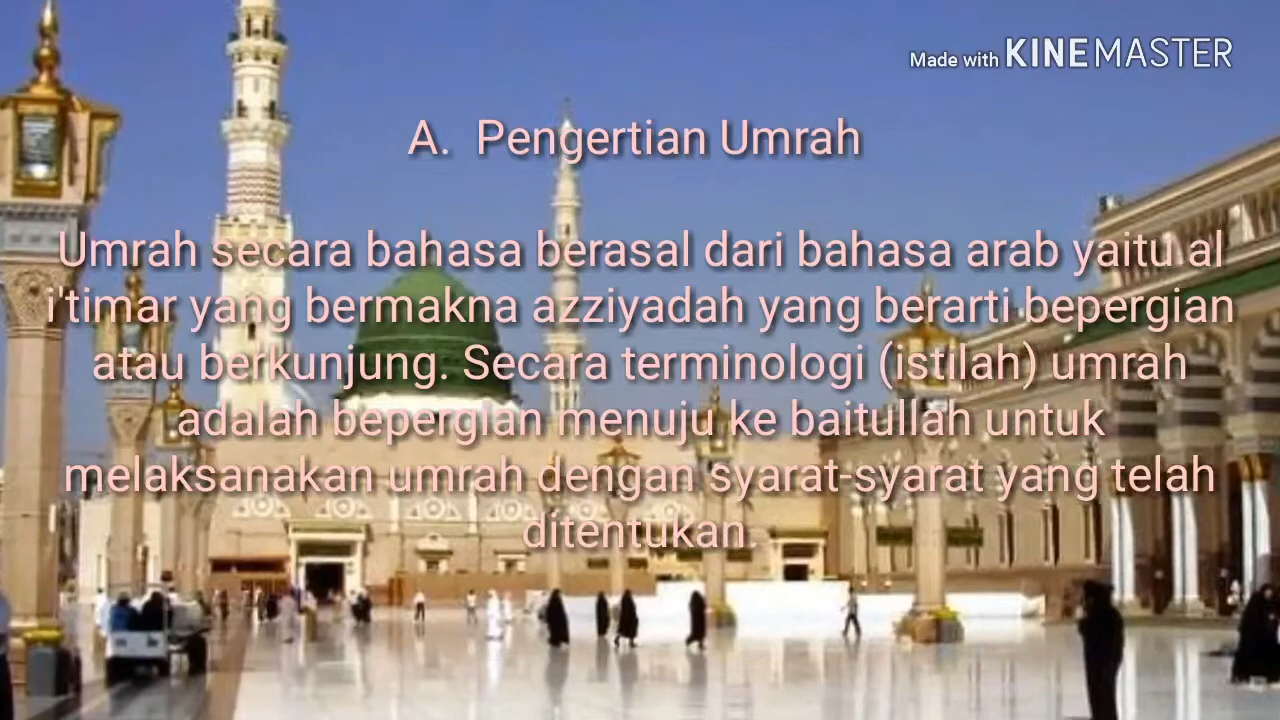 Made with KINEMASTER
A. Pengertian Umrah
Umrah secara bahasa berasal dari bahasa arab yaitu al
i'timar yang bermakna azziyadah yang berarti bepergian
atau berkunjung. Secara terminologi (istilah) umrah
adalah bepergian menuju ke baitullah untuk
melaksanakan umrah dengan syarat-syarat yang telah
ditentukan.